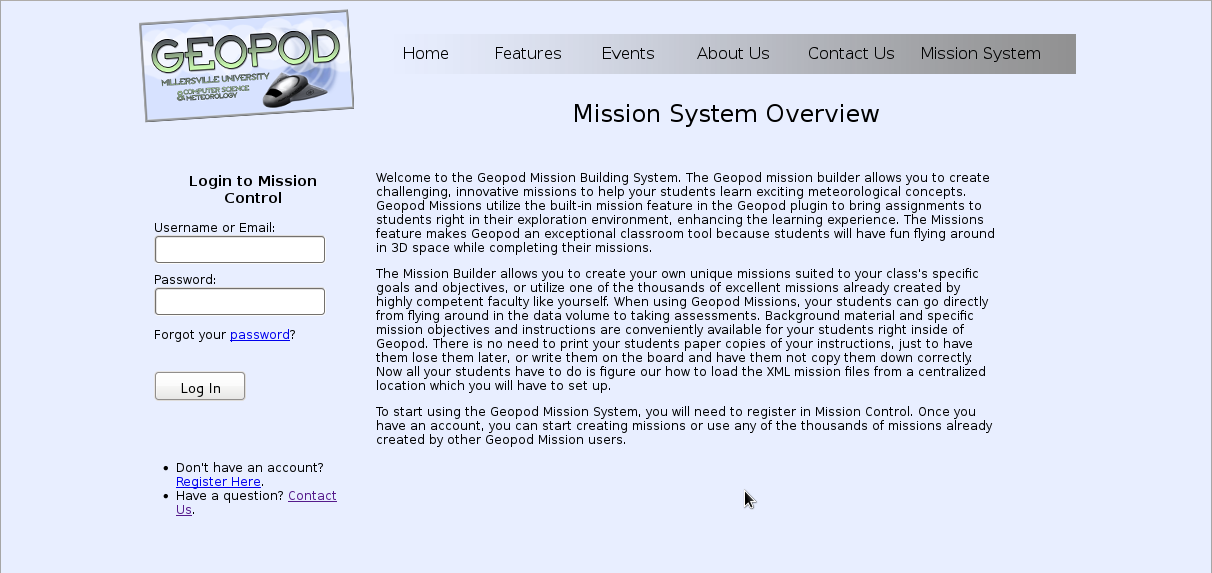 GEOPOD
MILLERSVILLE UNIVERSITY
& COMPUTER SCIENCE
METEOROLOGY
Home Features Events About Us Contact Us Mission System
Mission System Overview
Login to Mission
Control
Username or Email:
Password:
Forgot your password?
Log In
• Don't have an account?
Register Here.
• Have a question? Contact
Us.
Welcome to the Geopod Mission Building System. The Geopod mission builder allows you to create
challenging, innovative missions to help your students learn exciting meteorological concepts.
Geopod Missions utilize the built-in mission feature in the Geopod plugin to bring assignments to
students right in their exploration environment, enhancing the learning experience. The Missions
feature makes Geopod an exceptional classroom tool because students will have fun flying around
in 3D space while completing their missions.
The Mission Builder allows you to create your own unique missions suited to your class's specific
goals and objectives, or utilize one of the thousands of excellent missions already created by
highly competent faculty like yourself. When using Geopod Missions, your students can go directly
from flying around in the data volume to taking assessments. Background material and specific
mission objectives and instructions are conveniently available for your students right inside of
Geopod. There is no need to print your students paper copies of your instructions, just to have
them lose them later, or write them on the board and have them not copy them down correctly.
Now all your students have to do is figure our how to load the XML mission files from a centralized
location which you will have to set up.
To start using the Geopod Mission System, you will need to register in Mission Control. Once you
have an account, you can start creating missions or use any of the thousands of missions already
created by other Geopod Mission users.